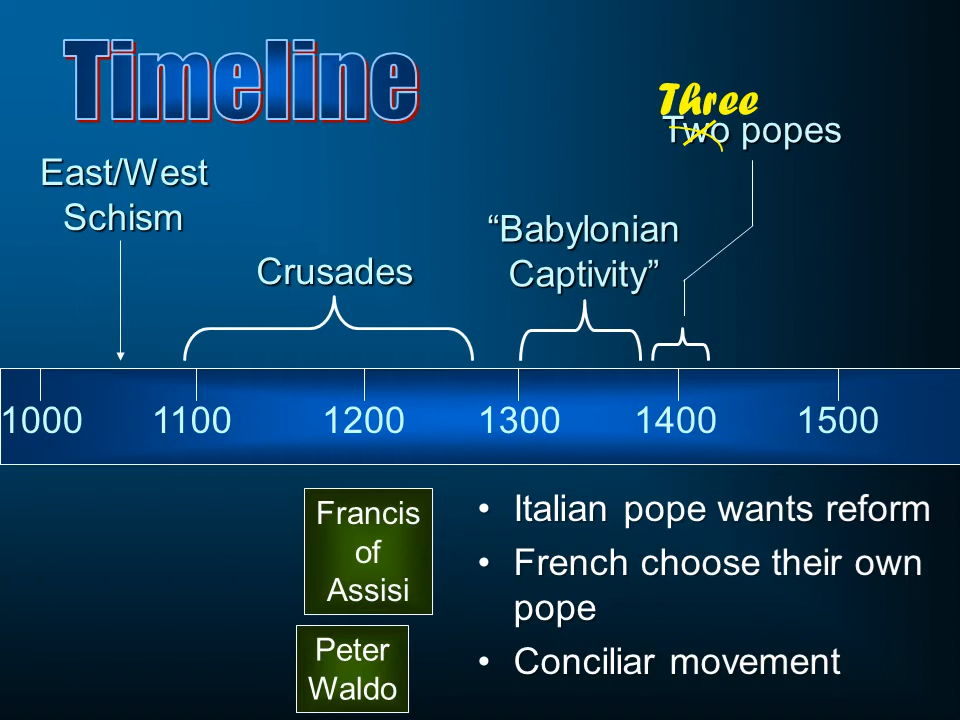 Timeline
Three
Two popes
East/West
Schism
“Babylonian
Captivity”
Crusades
1000 1100 1200 1300 1400 1500
Francis
of
Assisi
Peter
Waldo
• Italian pope wants reform
• French choose their own
pope
• Conciliar movement